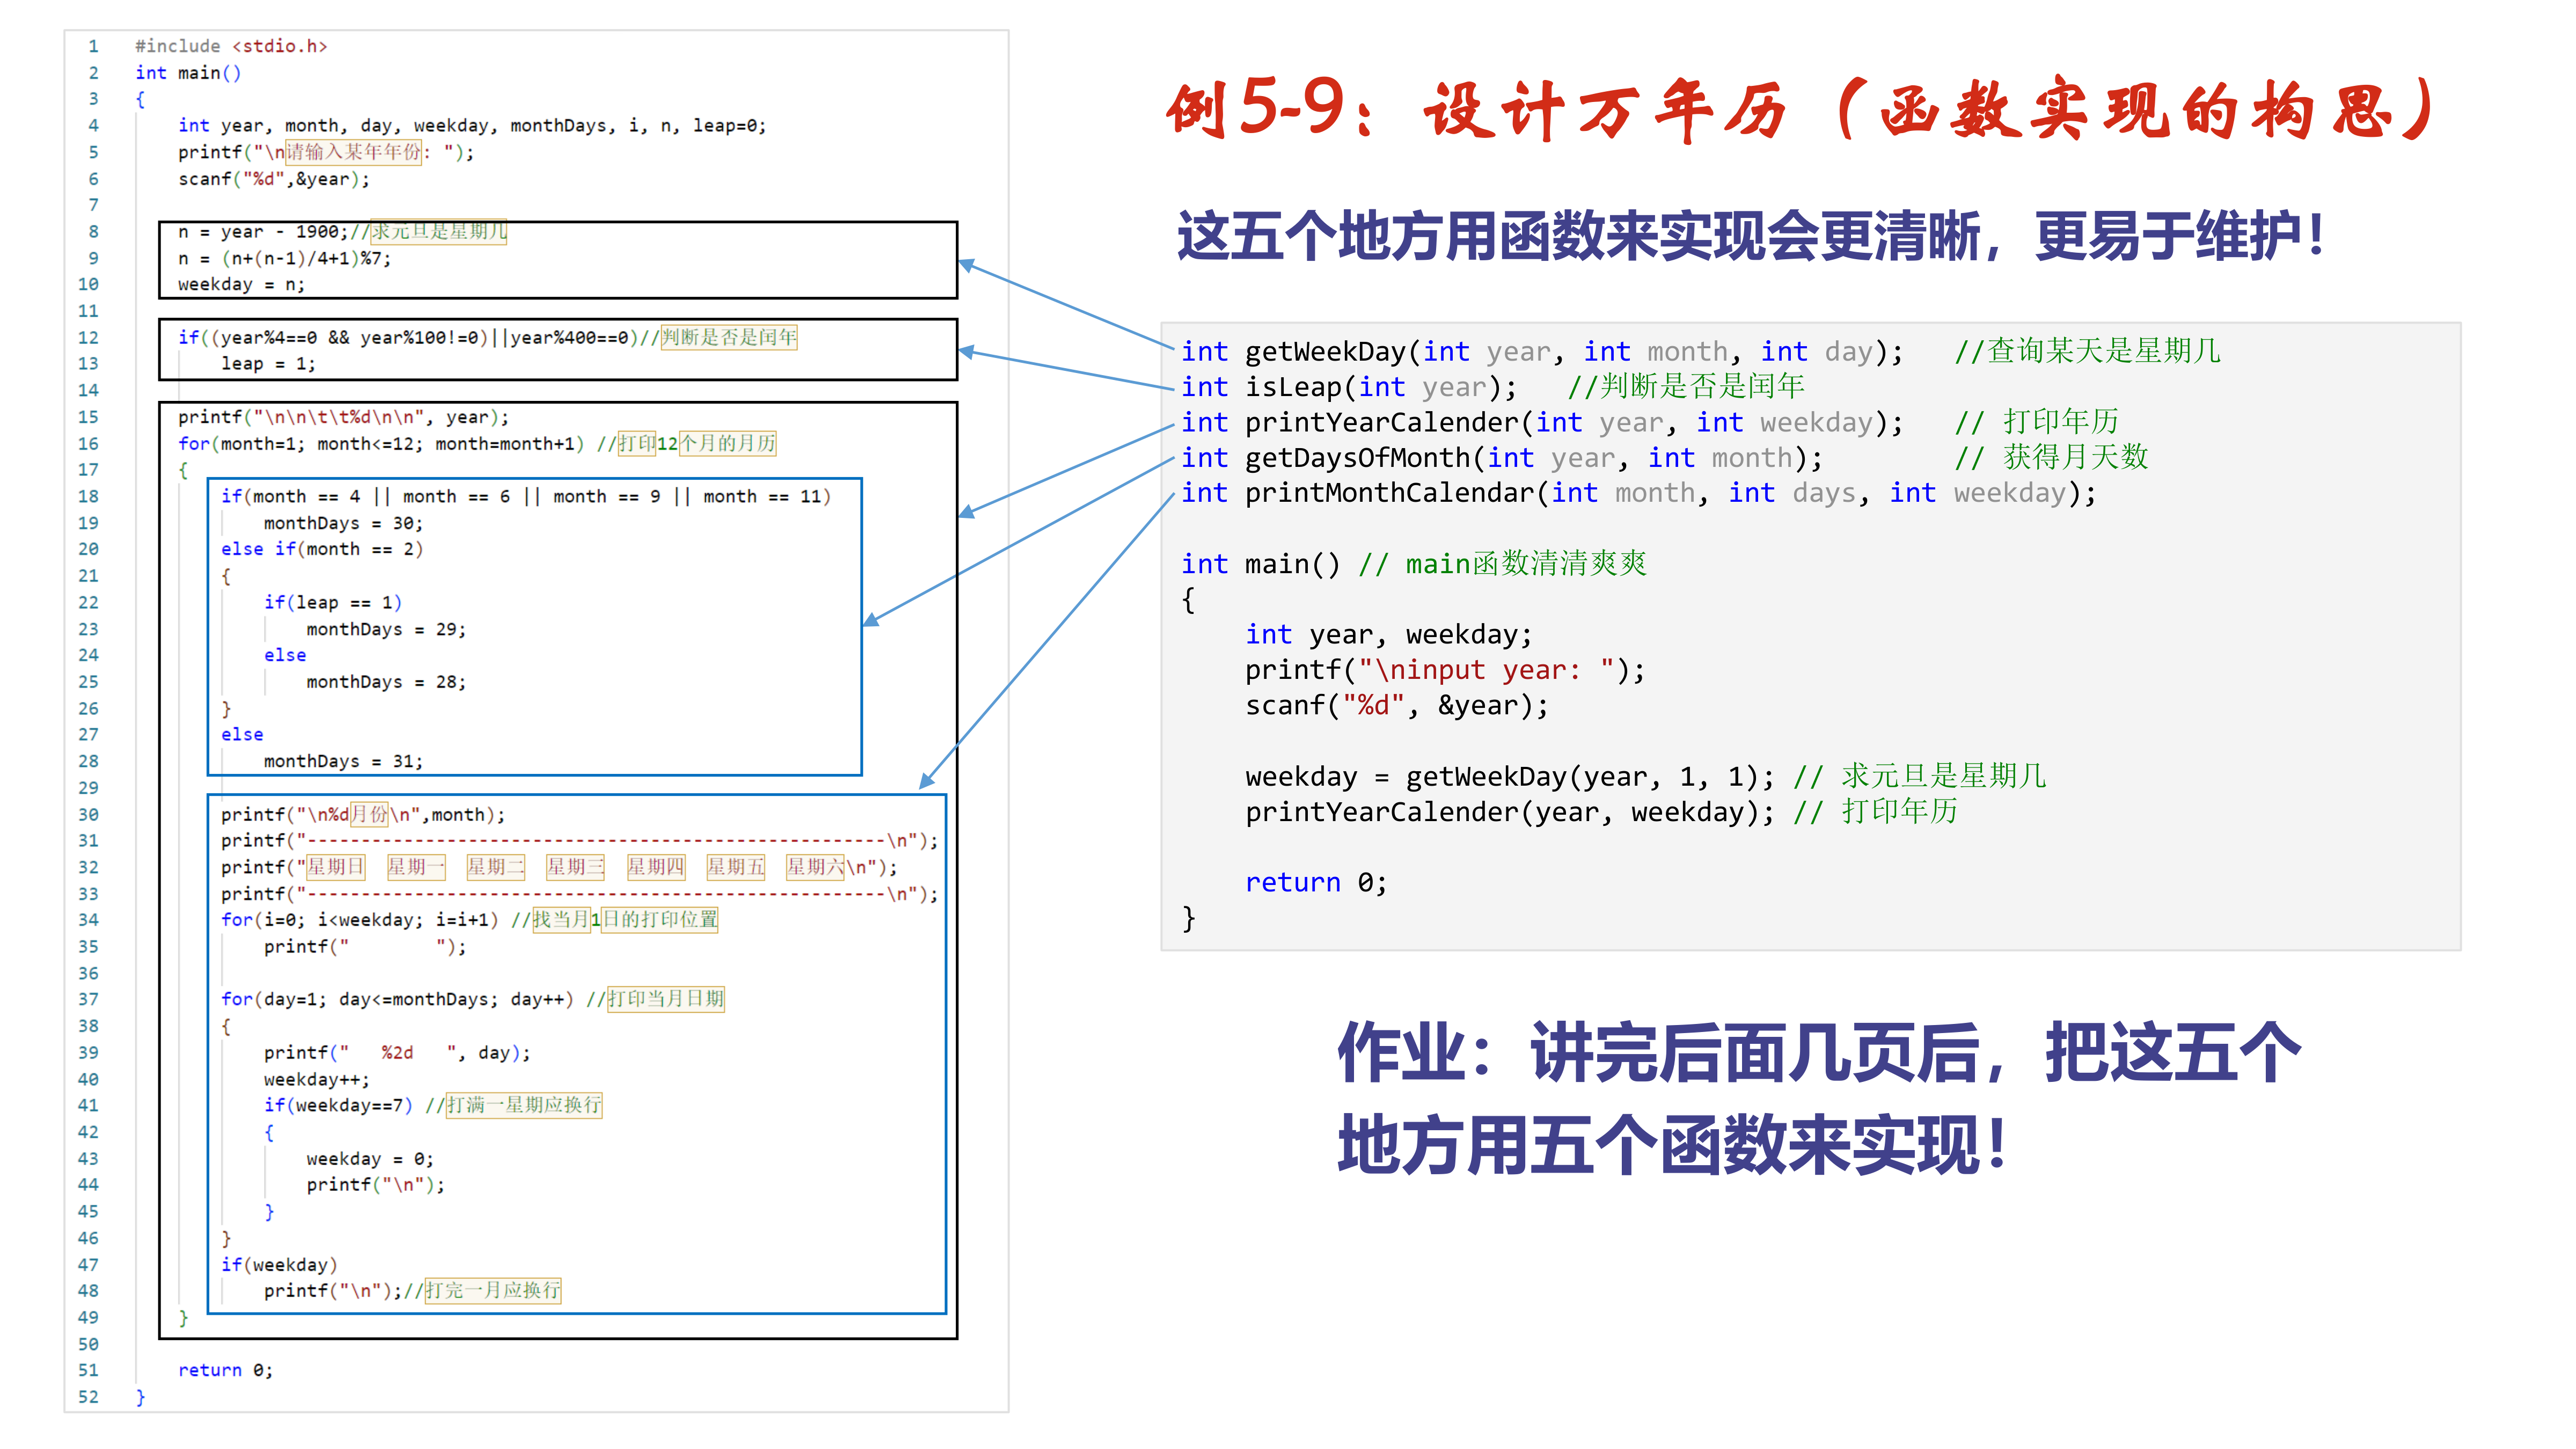 1 #include <stdio.h>
2 int main()
3 {
4 int year, month, day, weekday, monthDays, i, n, leap=0;
5 printf("\n请输入某年年份: ");
6 scanf("%d",&year);
7
8 n = year - 1900;//求元旦是星期几
9 n = (n+(n-1)/4+1)%7;
10 weekday = n;
11
12 if((year%4==0 && year%100!=0)||year%400==0)//判断是否是闰年
13 leap = 1;
14
15 printf("\n\n\t\t%d\n\n", year);
16 for(month=1; month<=12; month=month+1) //打印12个月的月历
17 {
18 if(month == 4 || month == 6 || month == 9 || month == 11)
19 monthDays = 30;
20 else if(month == 2)
21 {
22 if(leap == 1)
23 monthDays = 29;
24 else
25 monthDays = 28;
26 }
27 else
28 monthDays = 31;
29
30 printf("\n%d月份\n",month);
31 printf("------------------------------------------------------\n");
32 printf("星期日  星期一  星期二  星期三  星期四  星期五  星期六\n");
33 printf("------------------------------------------------------\n");
34 for(i=0; i<weekday; i=i+1) //找当月1日的打印位置
35 printf("        ");
36
37 for(day=1; day<=monthDays; day++) //打印当月日期
38 {
39 printf("   %2d   ", day);
40 weekday++;
41 if(weekday==7) //打满一星期应换行
42 {
43 weekday = 0;
44 printf("\n");
45 }
46 }
47 if(weekday)
48 printf("\n");//打完一月应换行
49 }
50
51 return 0;
52 }
例5-9：设计万年历（函数实现的构思）
这五个地方用函数来实现会更清晰，更易于维护！
int getWeekDay(int year, int month, int day); //查询某天是星期几
int isLeap(int year); //判断是否是闰年
int printYearCalender(int year, int weekday); // 打印年历
int getDaysOfMonth(int year, int month); // 获得月天数
int printMonthCalendar(int month, int days, int weekday);
int main() // main函数清清爽爽
{
int year, weekday;
printf("\ninput year: ");
scanf("%d", &year);
weekday = getWeekDay(year, 1, 1); // 求元旦是星期几
printYearCalender(year, weekday); // 打印年历
return 0;
}
作业：讲完后面几页后，把这五个
地方用五个函数来实现！